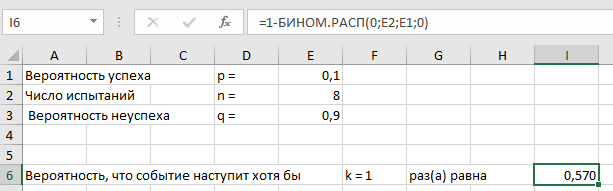 I6 =1-БИНОМ.РАСП(0;E2;E1;0)
A B C D E F G H I
1 Вероятность успеха p = 0,1
2 Число испытаний n = 8
3 Вероятность неуспеха q = 0,9
4
5
6 Вероятность, что событие наступит хотя бы k = 1 раз(а) равна 0,570